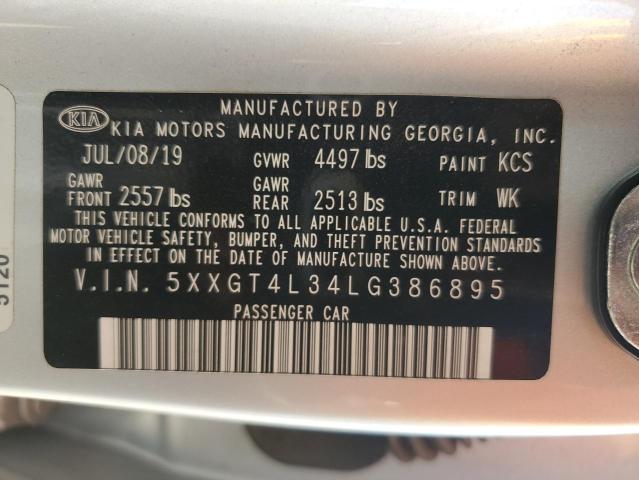 KIA
MANUFACTURED BY
KIA MOTORS MANUFACTURING GEORGIA, INC.
JUL/08/19 GVWR 4497 lbs PAINT KCS
GAWR FRONT 2557 lbs GAWR REAR 2513 lbs TRIM WK
THIS VEHICLE CONFORMS TO ALL APPLICABLE U.S.A. FEDERAL
MOTOR VEHICLE SAFETY, BUMPER, AND THEFT PREVENTION STANDARDS
IN EFFECT ON THE DATE OF MANUFACTURE SHOWN ABOVE.
V.I.N. 5XXGT4L34LG386895
PASSENGER CAR
5120